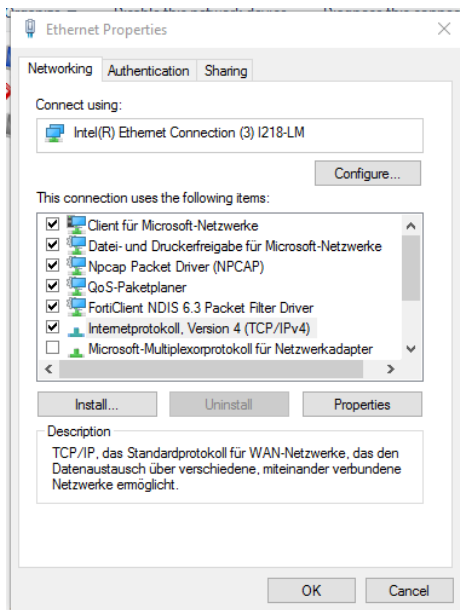 Ethernet Properties
Networking Authentication Sharing
Connect using:
Intel(R) Ethernet Connection (3) I218-LM
Configure...
This connection uses the following items:
Client für Microsoft-Netzwerke
Datei- und Druckerfreigabe für Microsoft-Netzwerke
Npcap Packet Driver (NPCAP)
QoS-Paketplaner
FortiClient NDIS 6.3 Packet Filter Driver
Internetprotokoll, Version 4 (TCP/IPv4)
Microsoft-Multiplexorprotokoll für Netzwerkadapter
Install... Uninstall Properties
Description
TCP/IP, das Standardprotokoll für WAN-Netzwerke, das den
Datenaustausch über verschiedene, miteinander verbundene
Netzwerke ermöglicht.
OK Cancel